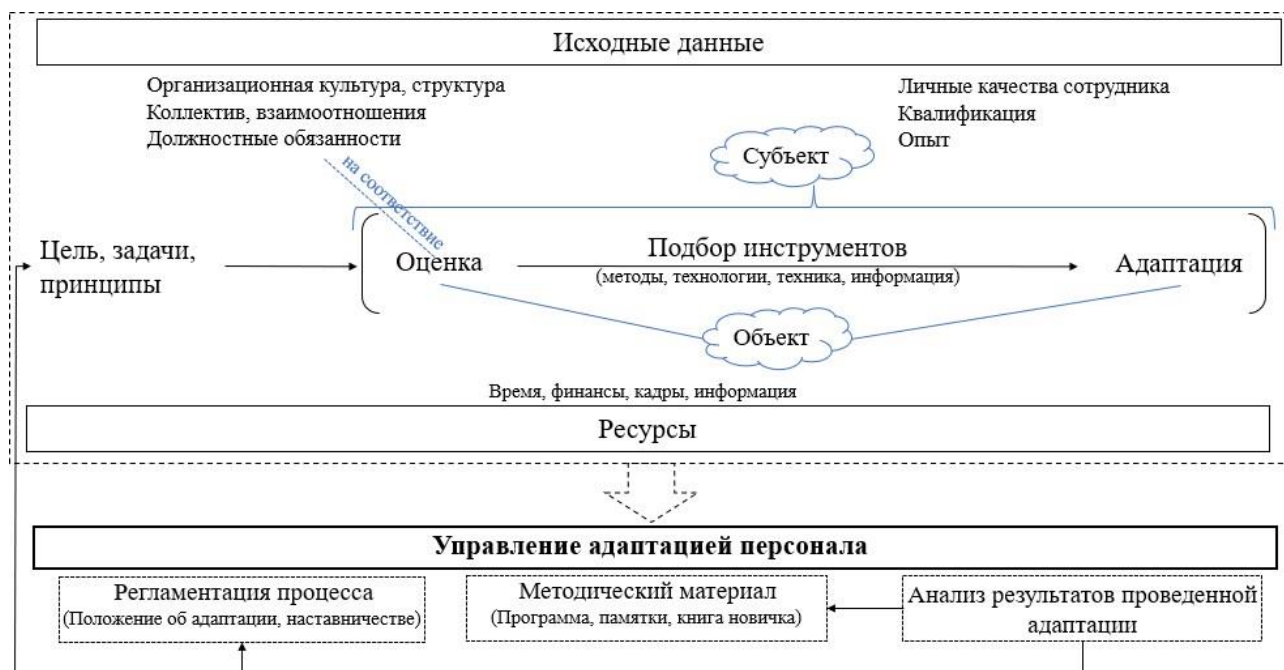 Исходные данные
Организационная культура, структура
Коллектив, взаимоотношения
Должностные обязанности
Личные качества сотрудника
Квалификация
Опыт
Субъект
на соответствие
Цель, задачи,
принципы
Оценка
Подбор инструментов
(методы, технологии, техника, информация)
Адаптация
Объект
Время, финансы, кадры, информация
Ресурсы
Управление адаптацией персонала
Регламентация процесса
(Положение об адаптации, наставничестве)
Методический материал
(Программа, памятки, книга новичка)
Анализ результатов проведенной
адаптации